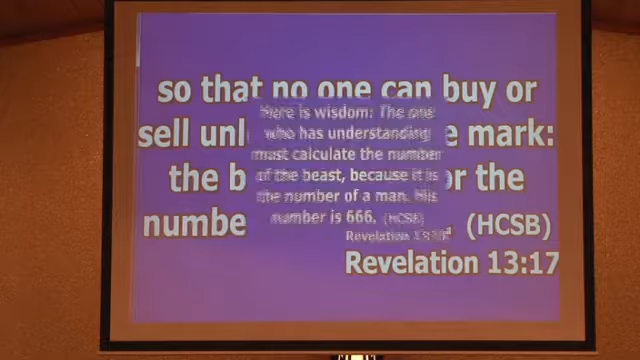 so that no one can buy or
sell unl e mark:
the b or the
numbe (HCSB)
Revelation 13:17
Here is wisdom: The one
who has understanding
must calculate the number
of the beast, because it is
the number of a man. His
number is 666. (HCSB)
Revelation